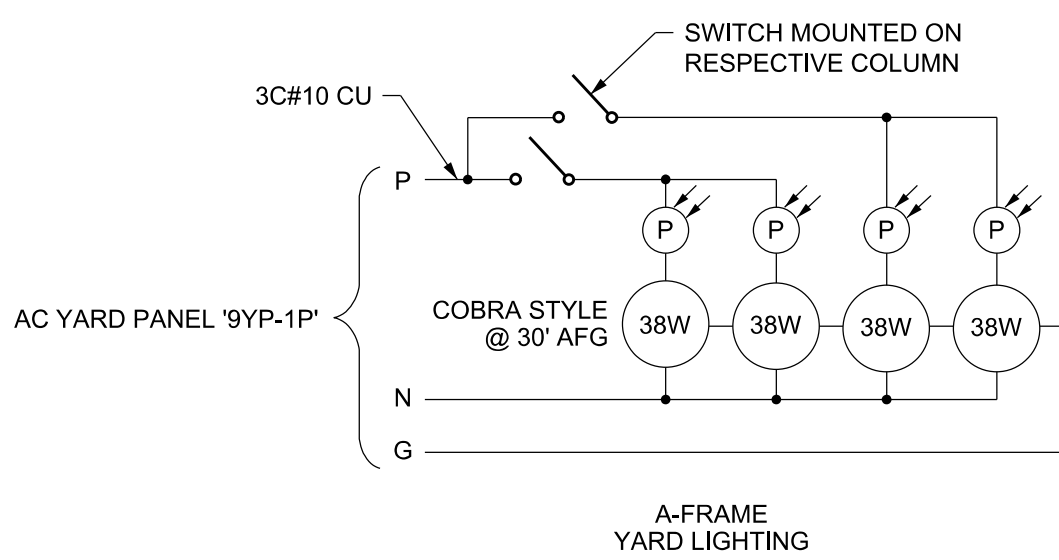 SWITCH MOUNTED ON
RESPECTIVE COLUMN
3C#10 CU
P
P
P
P
P
AC YARD PANEL '9YP-1P'
COBRA STYLE
@ 30' AFG
38W
38W
38W
38W
N
G
A-FRAME
YARD LIGHTING